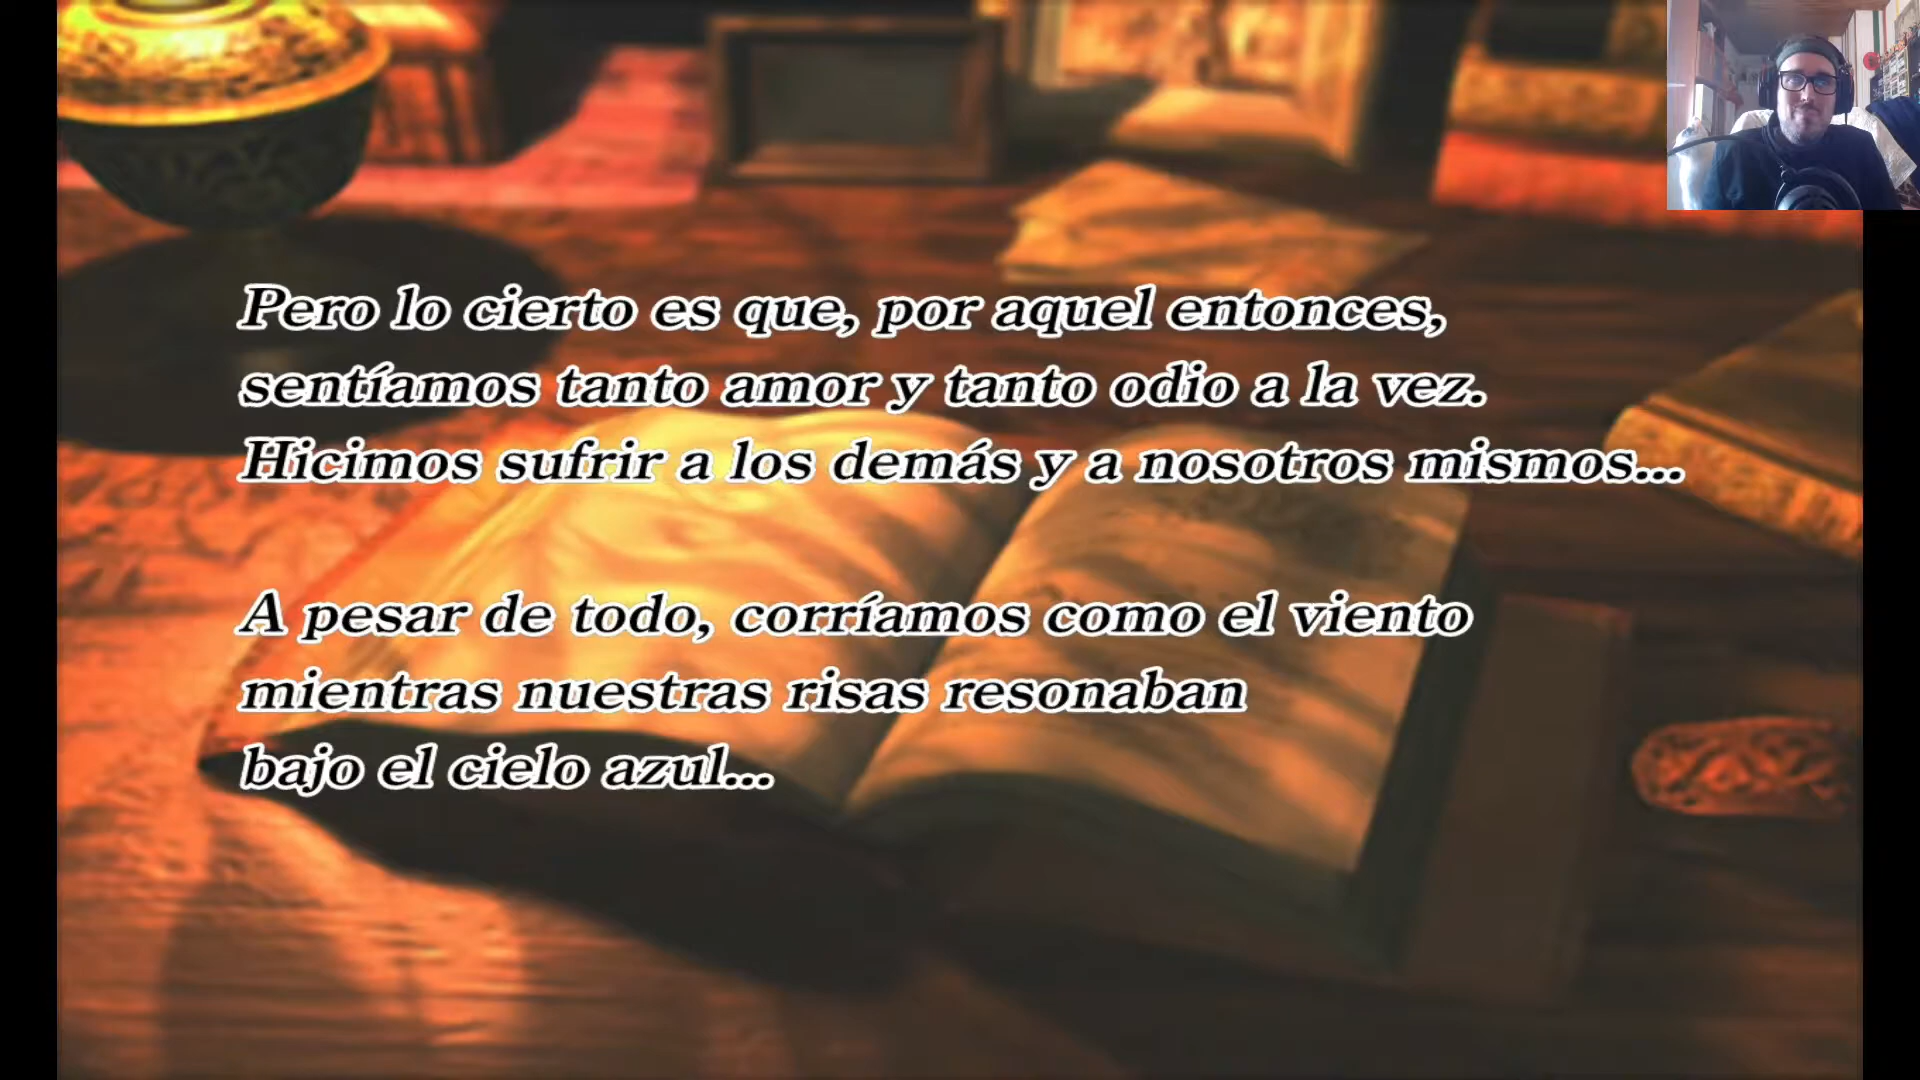 Pero lo cierto es que, por aquel entonces,
sentíamos tanto amor y tanto odio a la vez.
Hicimos sufrir a los demás y a nosotros mismos...
A pesar de todo, corríamos como el viento
mientras nuestras risas resonaban
bajo el cielo azul...